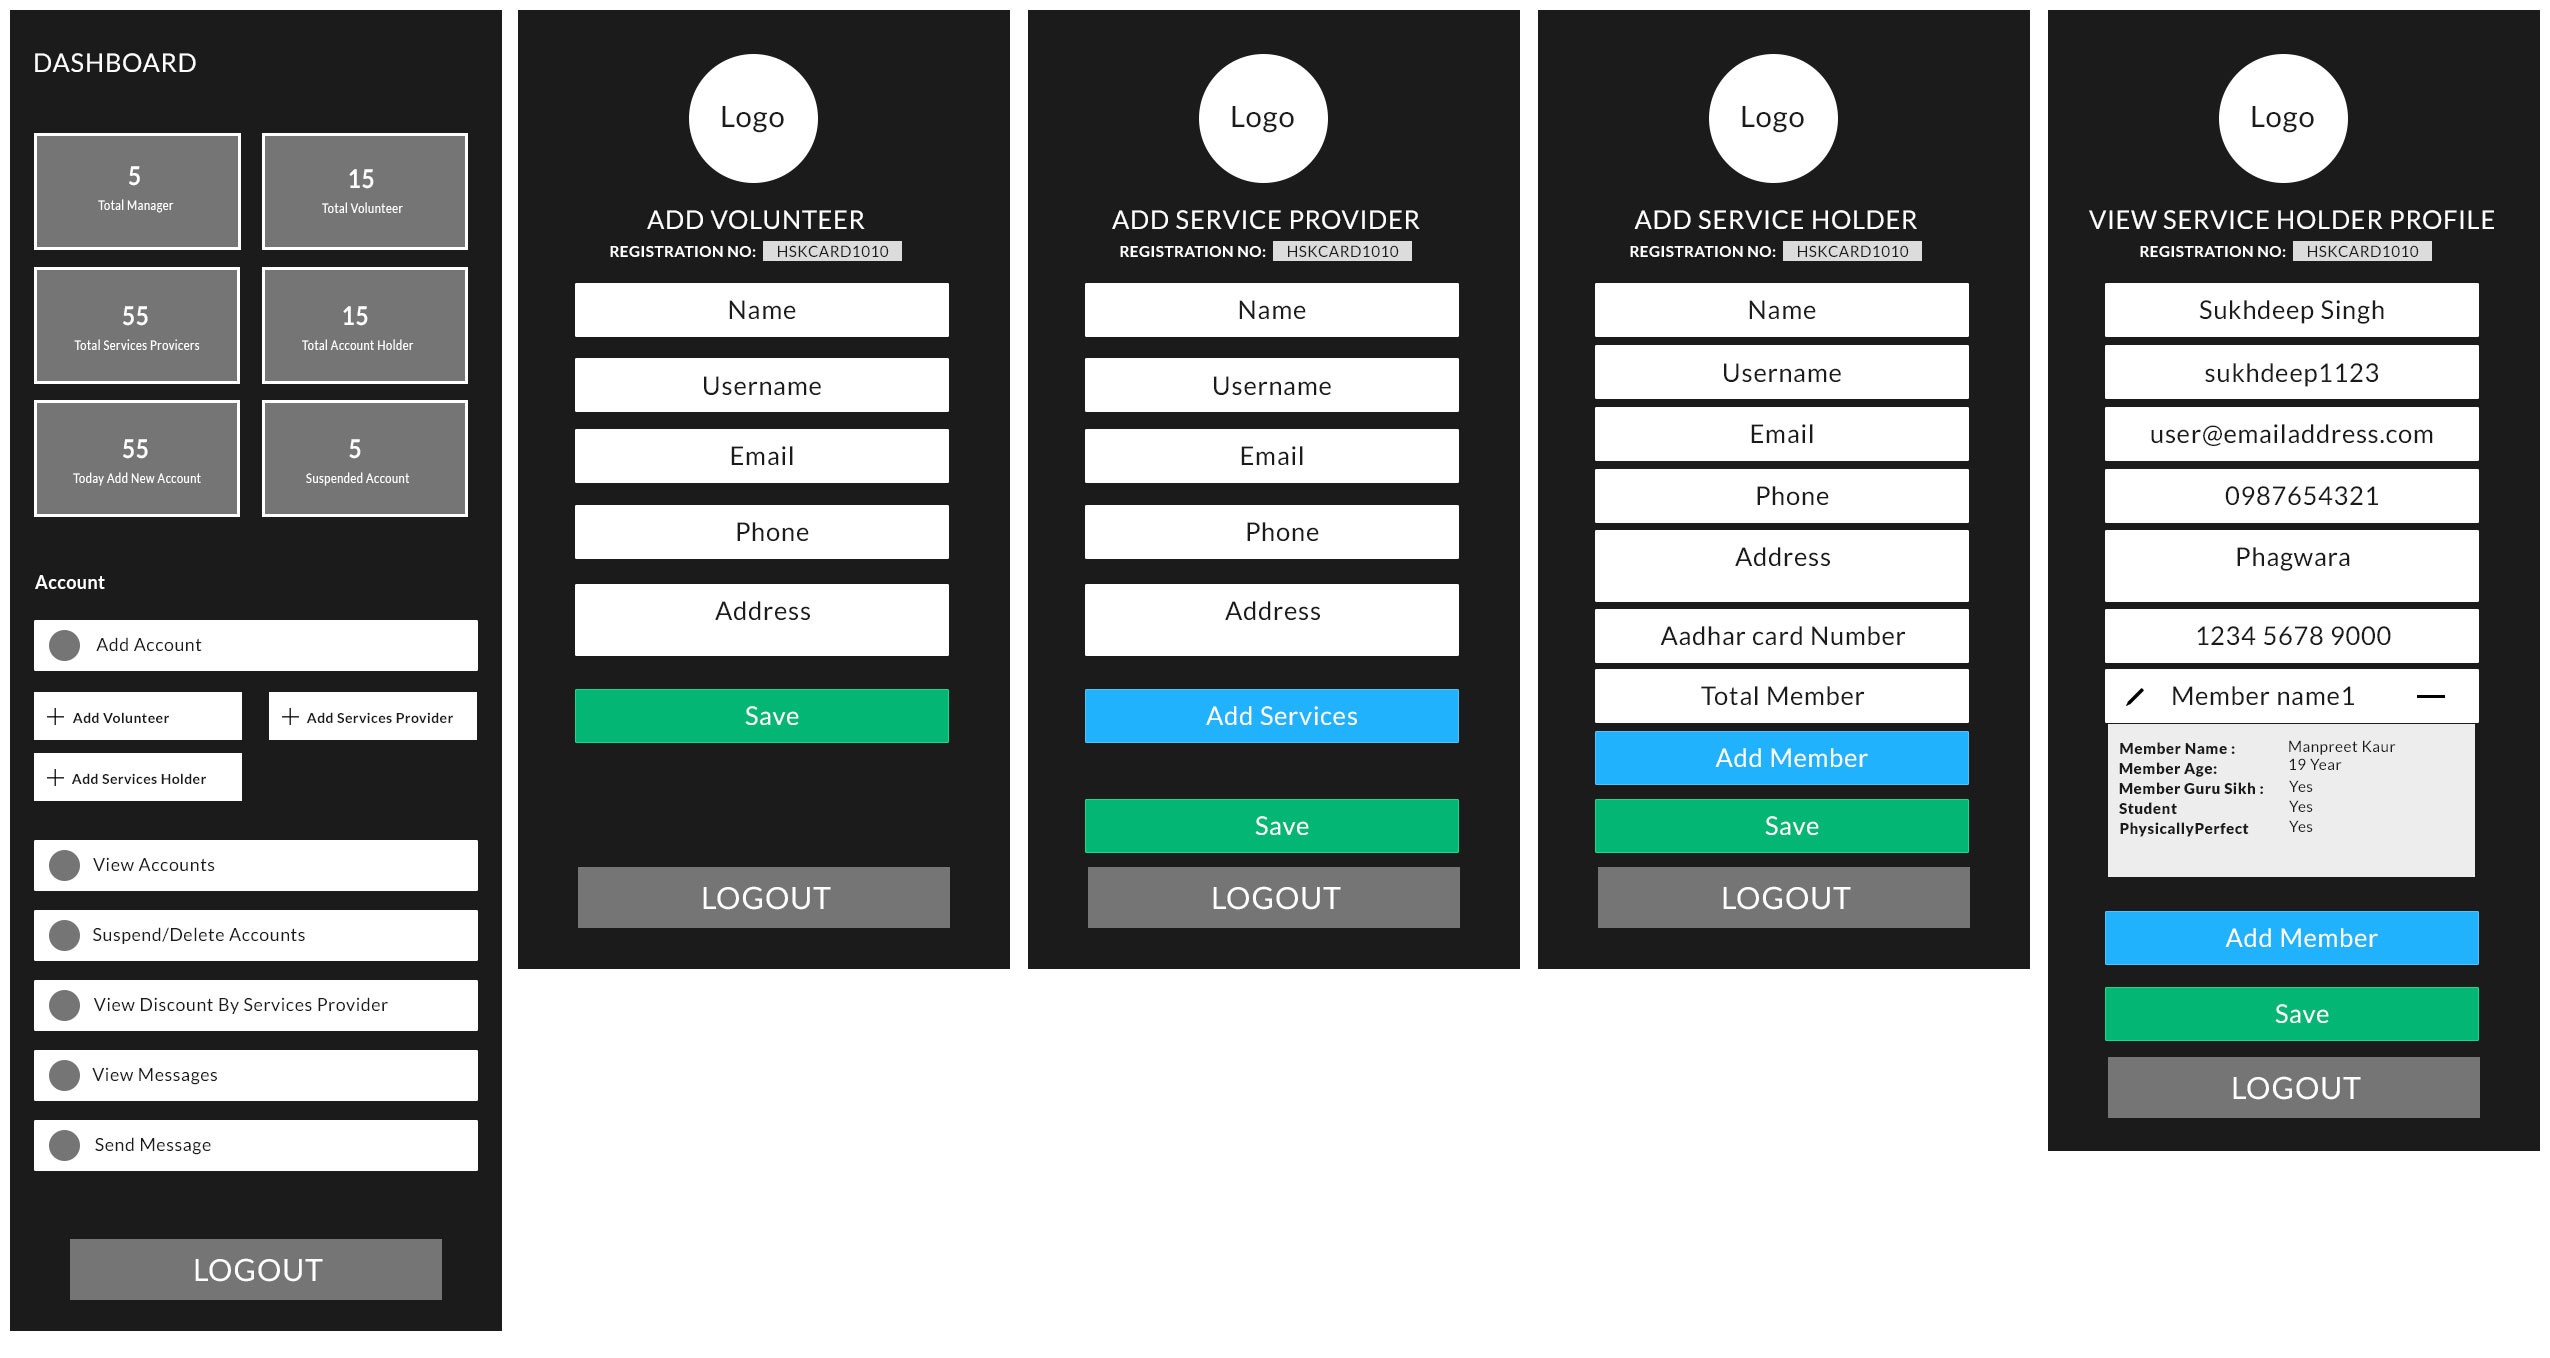 DASHBOARD
5
Total Manager
15
Total Volunteer
55
Total Services Provicers
15
Total Account Holder
55
Today Add New Account
5
Suspended Account
Account
Add Account
Add Volunteer
Add Services Provider
Add Services Holder
View Accounts
Suspend/Delete Accounts
View Discount By Services Provider
View Messages
Send Message
LOGOUT
Logo
ADD VOLUNTEER
REGISTRATION NO: HSKCARD1010
Name
Username
Email
Phone
Address
Save
LOGOUT
Logo
ADD SERVICE PROVIDER
REGISTRATION NO: HSKCARD1010
Name
Username
Email
Phone
Address
Add Services
Save
LOGOUT
Logo
ADD SERVICE HOLDER
REGISTRATION NO: HSKCARD1010
Name
Username
Email
Phone
Address
Aadhar card Number
Total Member
Add Member
Save
LOGOUT
Logo
VIEW SERVICE HOLDER PROFILE
REGISTRATION NO: HSKCARD1010
Sukhdeep Singh
sukhdeep1123
user@emailaddress.com
0987654321
Phagwara
1234 5678 9000
Member name1
Member Name : Manpreet Kaur
Member Age: 19 Year
Member Guru Sikh : Yes
Student Yes
PhysicallyPerfect Yes
Add Member
Save
LOGOUT